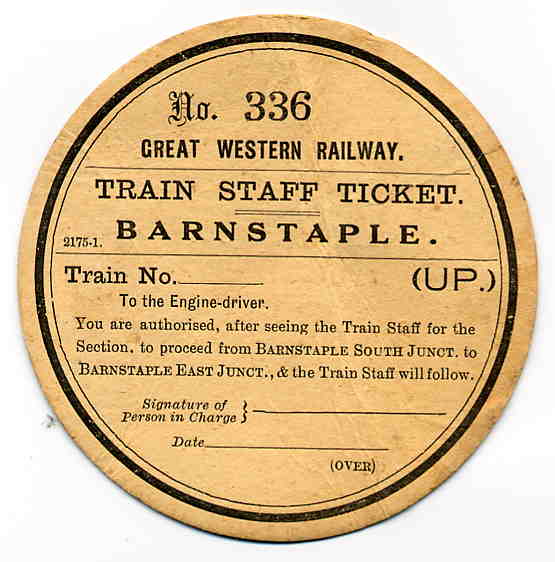 No. 336
GREAT WESTERN RAILWAY.
TRAIN STAFF TICKET.
2175-1. BARNSTAPLE.
Train No. (UP.)
To the Engine-driver.
You are authorised, after seeing the Train Staff for the
Section, to proceed from BARNSTAPLE SOUTH JUNCT. to
BARNSTAPLE EAST JUNCT., & the Train Staff will follow.
Signature of
Person in Charge
Date
(OVER)